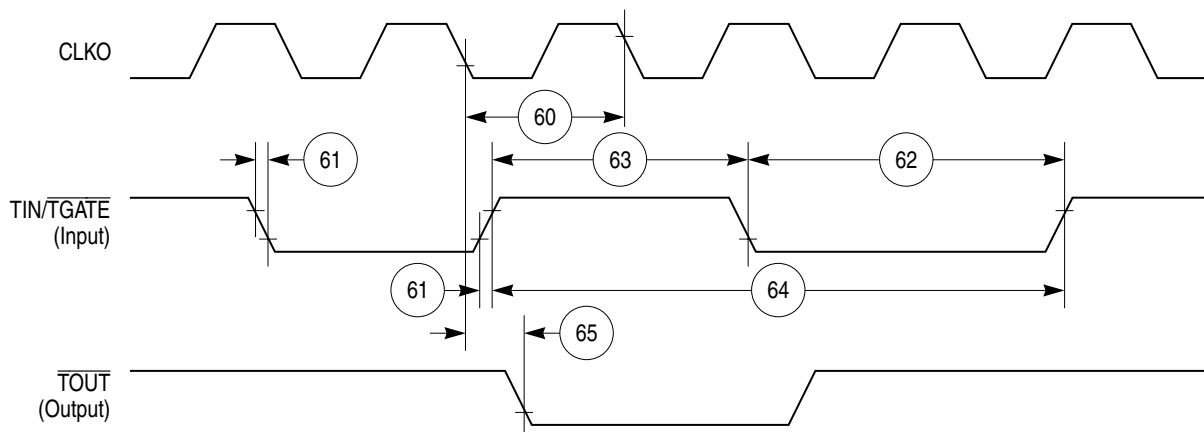 CLKO
60
61
63
62
TIN/TGATE
(Input)
61
64
65
TOUT
(Output)